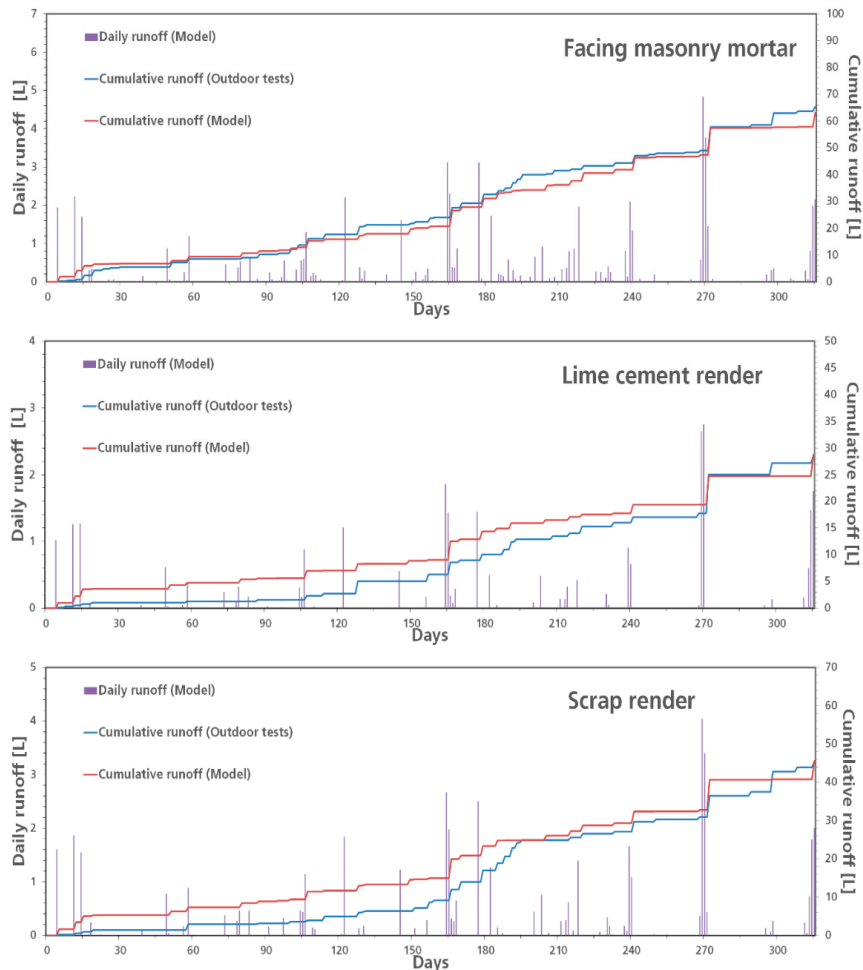 Facing masonry mortar
Daily runoff (Model)
Cumulative runoff (Outdoor tests)
Cumulative runoff (Model)
Daily runoff [L]
Cumulative runoff [L]
7
6
5
4
3
2
1
0
100
90
80
70
60
50
40
30
20
10
0
0 30 60 90 120 150 180 210 240 270 300
Days
Lime cement render
Daily runoff (Model)
Cumulative runoff (Outdoor tests)
Cumulative runoff (Model)
Daily runoff [L]
Cumulative runoff [L]
4
3
2
1
0
50
45
40
35
30
25
20
15
10
5
0
0 30 60 90 120 150 180 210 240 270 300
Days
Scrap render
Daily runoff (Model)
Cumulative runoff (Outdoor tests)
Cumulative runoff (Model)
Daily runoff [L]
Cumulative runoff [L]
5
4
3
2
1
0
70
60
50
40
30
20
10
0
0 30 60 90 120 150 180 210 240 270 300
Days